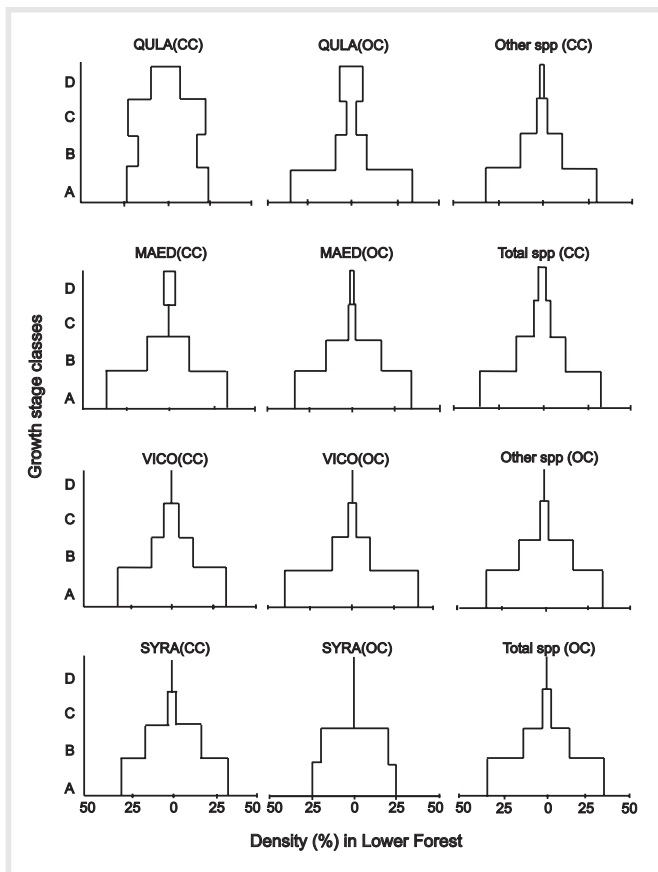 QULA(CC) QULA(OC) Other spp (CC)
D
C
B
A
MAED(CC) MAED(OC) Total spp (CC)
D
C
B
A
Growth stage classes
VICO(CC) VICO(OC) Other spp (OC)
D
C
B
A
SYRA(CC) SYRA(OC) Total spp (OC)
D
C
B
A
50 25 0 25 50 25 0 25 50 50 25 0 25 50
Density (%) in Lower Forest